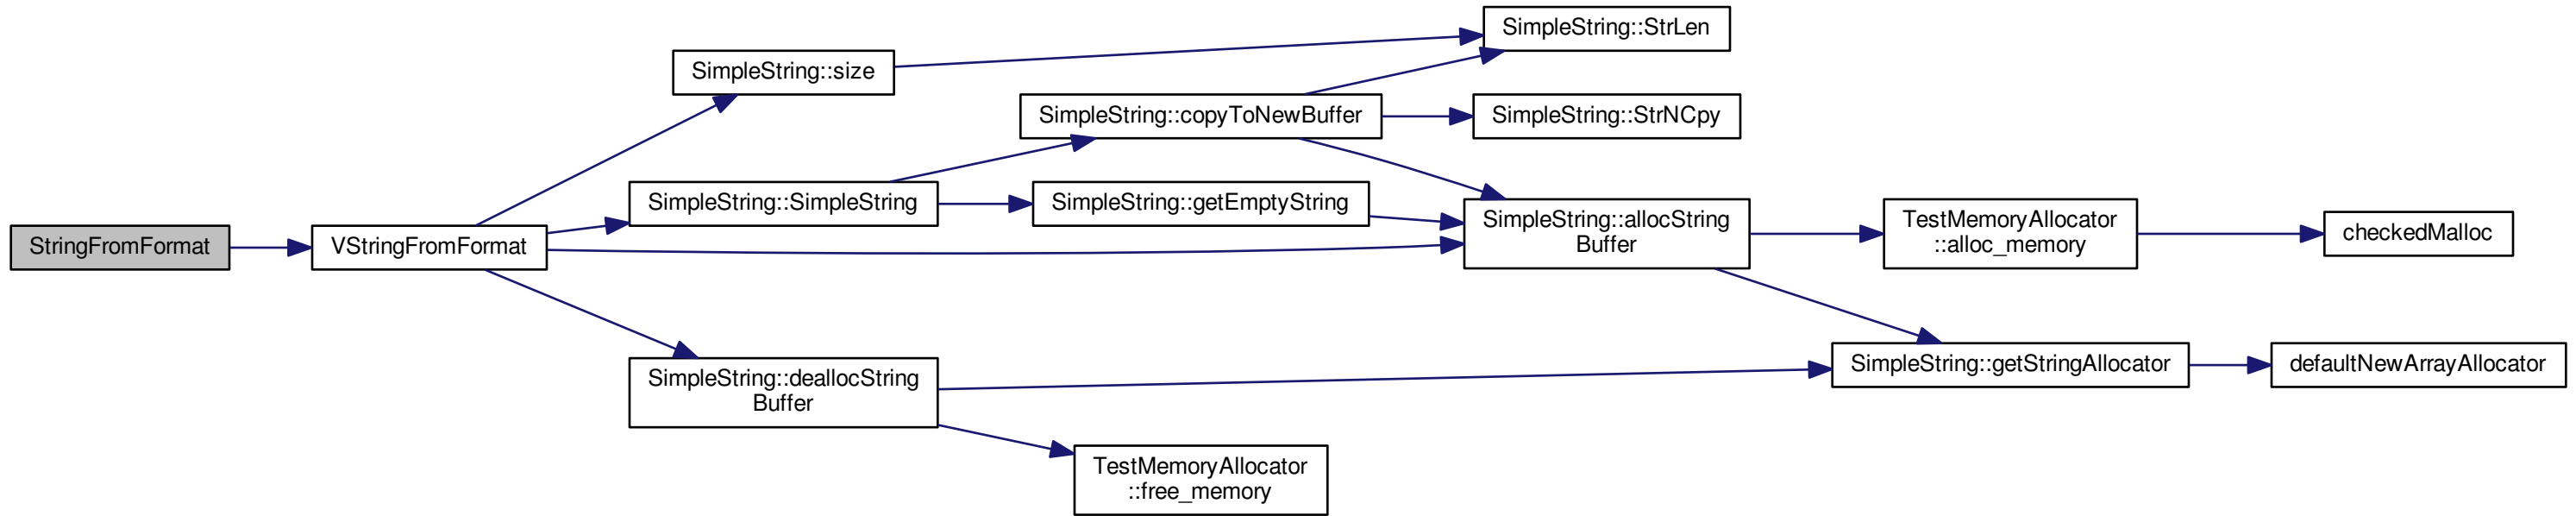 SimpleString::StrLen
SimpleString::size
SimpleString::copyToNewBuffer
SimpleString::StrNCpy
SimpleString::SimpleString
SimpleString::getEmptyString
SimpleString::allocString
Buffer
TestMemoryAllocator
::alloc_memory
checkedMalloc
StringFromFormat
VStringFromFormat
SimpleString::getStringAllocator
defaultNewArrayAllocator
SimpleString::deallocString
Buffer
TestMemoryAllocator
::free_memory